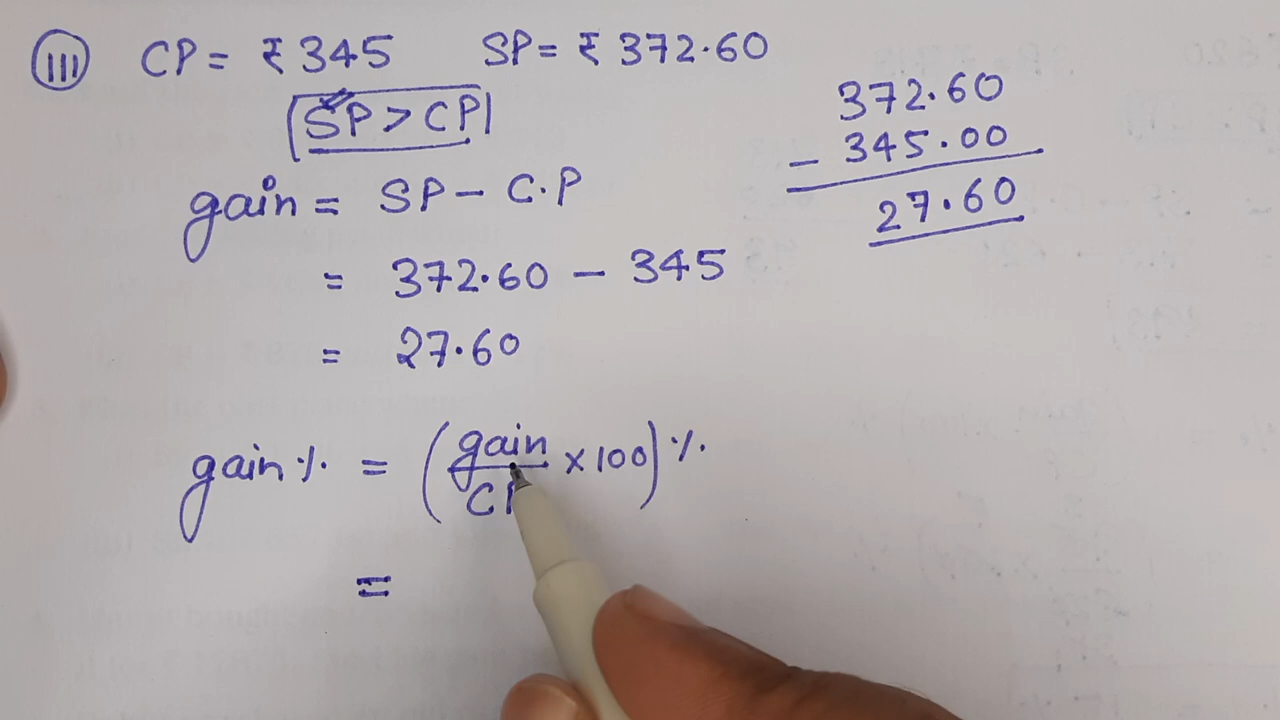 (III) CP = ₹ 345 SP = ₹ 372.60
SP > CP
gain = SP - C.P
= 372.60 - 345
= 27.60
gain % = (gain/CP × 100) %
=
372.60
- 345.00
27.60